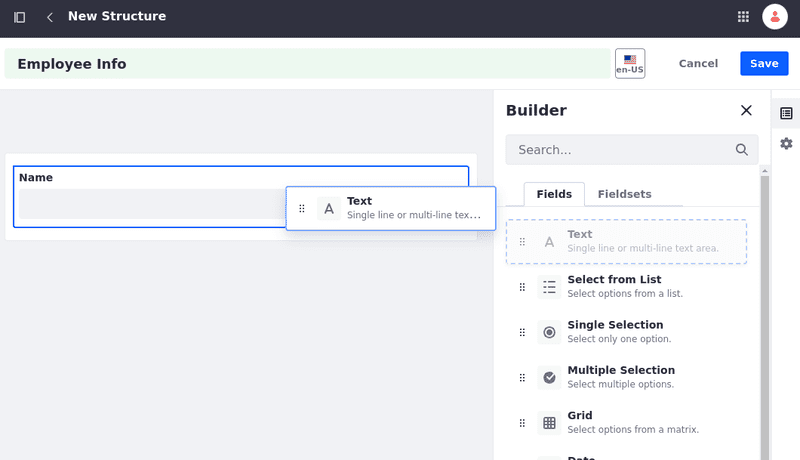 New Structure
Employee Info
en-US
Cancel
Save
Builder
Search...
Fields
Fieldsets
Name
Text
Single line or multi-line tex...
Text
Single line or multi-line text area.
Select from List
Select options from a list.
Single Selection
Select only one option.
Multiple Selection
Select multiple options.
Grid
Select options from a matrix.
Date